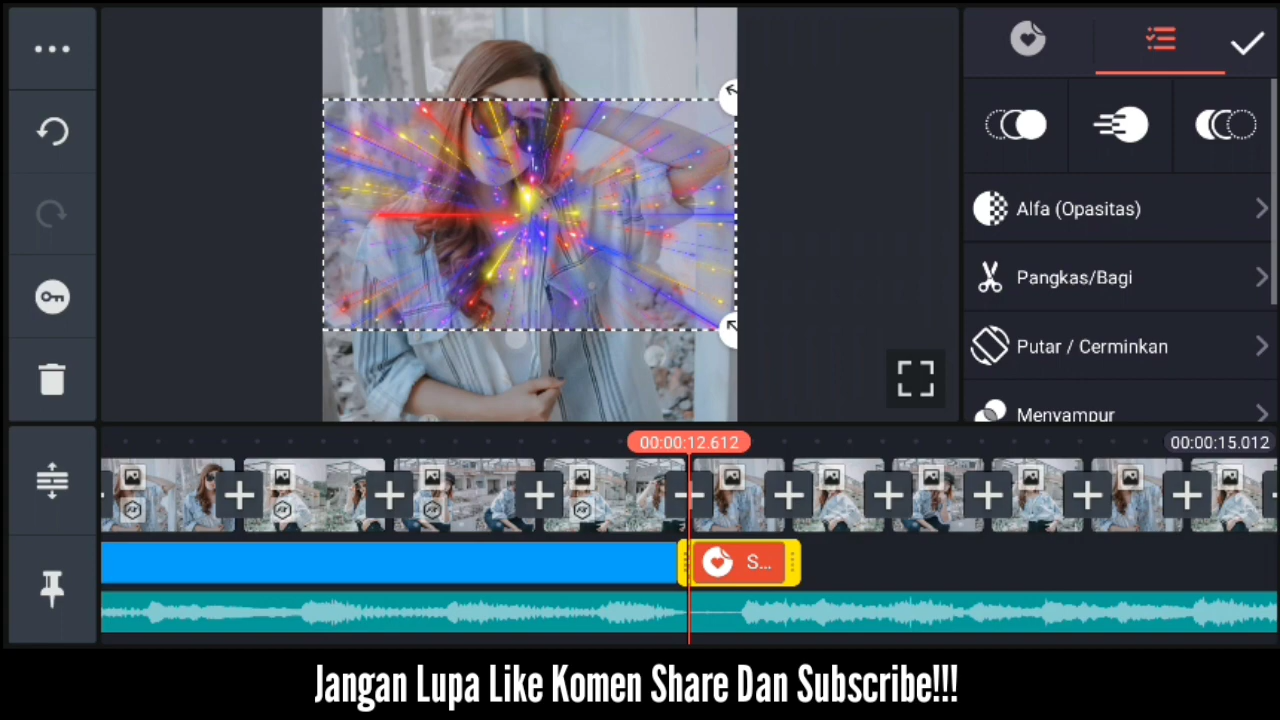 Alfa (Opasitas)
Pangkas/Bagi
Putar / Cerminkan
Menyampur
00:00:12.612
00:00:15.012
S...
Jangan Lupa Like Komen Share Dan Subscribe!!!